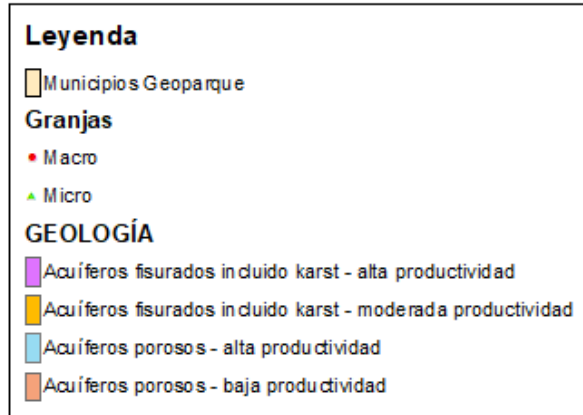 Leyenda
Municipios Geoparque
Granjas
Macro
Micro
GEOLOGÍA
Acuíferos fisurados incluido karst - alta productividad
Acuíferos fisurados incluido karst - moderada productividad
Acuíferos porosos - alta productividad
Acuíferos porosos - baja productividad